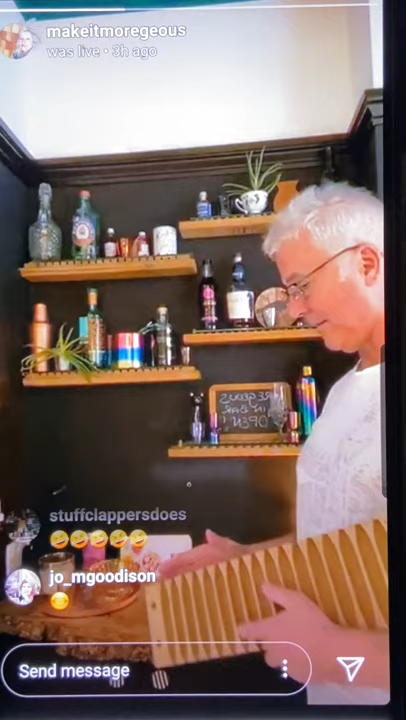 makeitmoregeous
was live • 3h ago
stuffclappersdoes
🤣🤣🤣🤣🤣
jo_mgoodison
😂
Send message